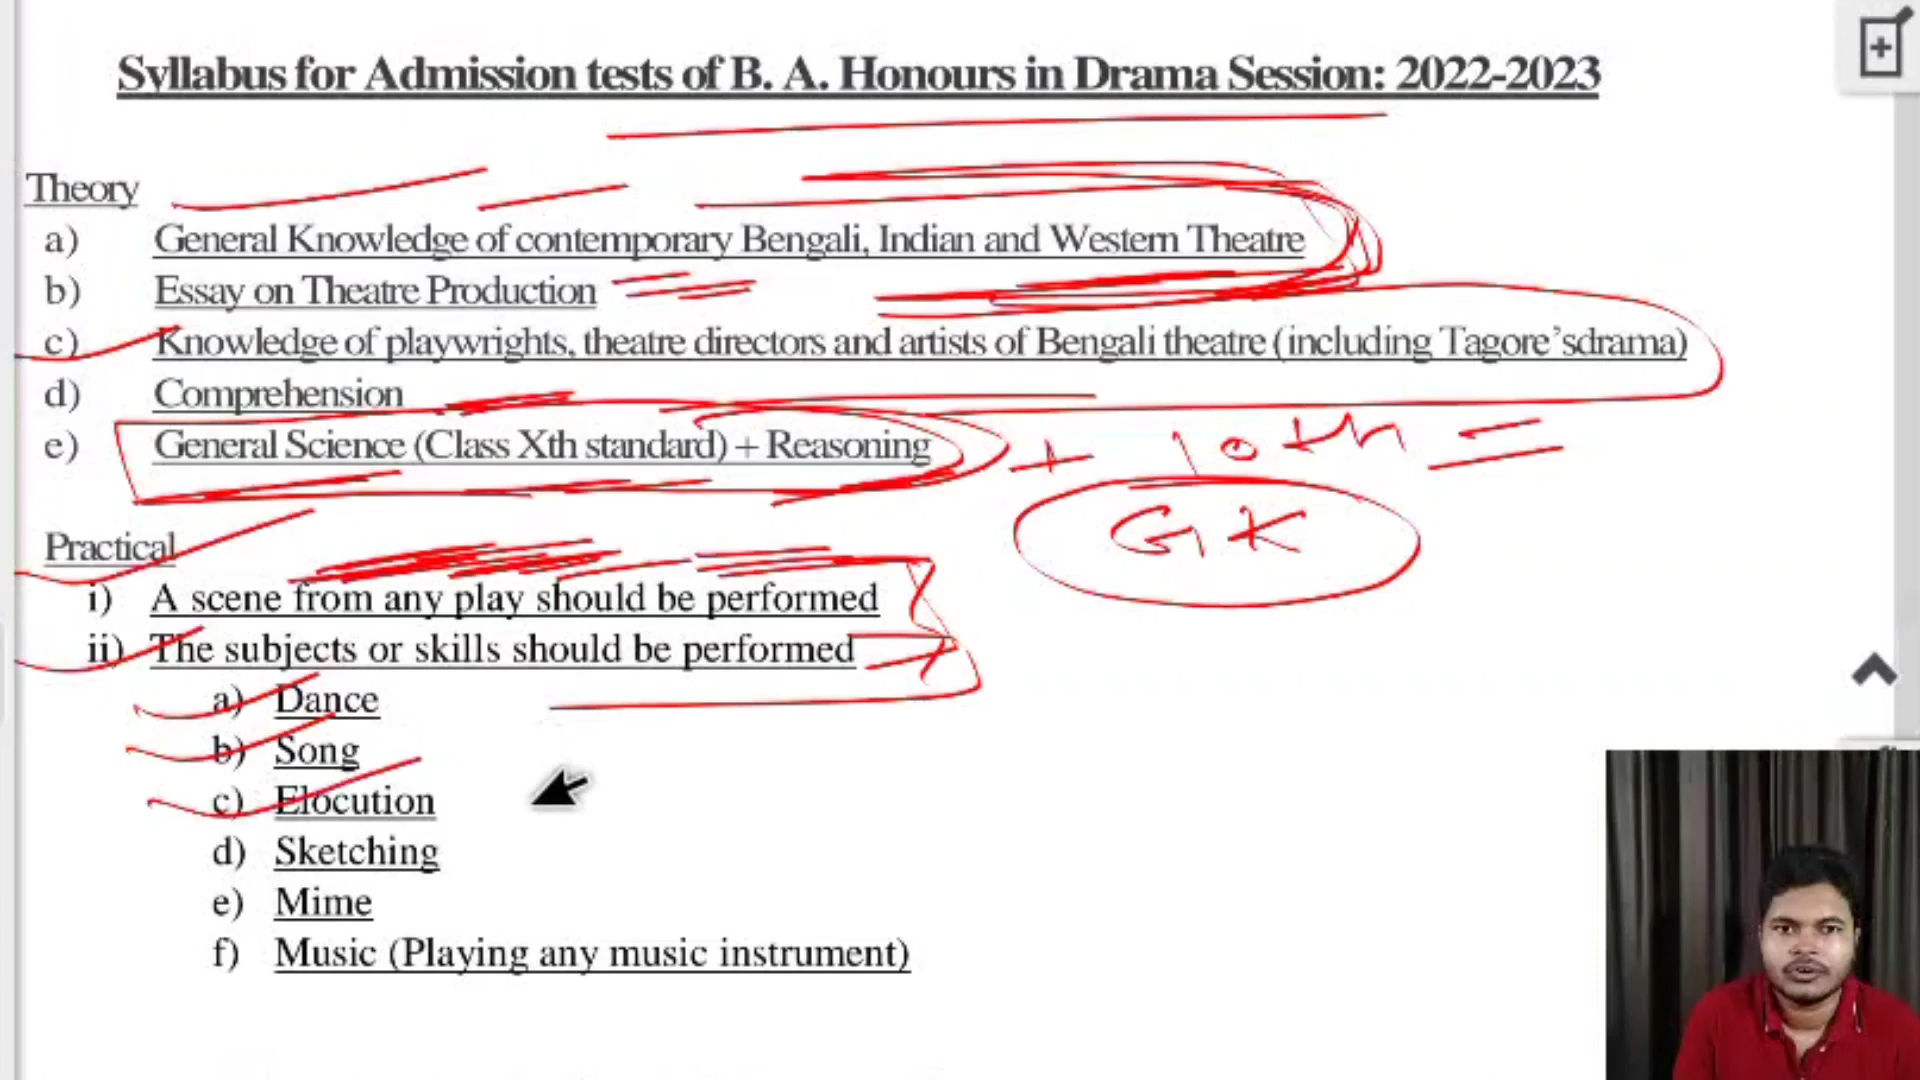 Syllabus for Admission tests of B. A. Honours in Drama Session: 2022-2023
Theory
a) General Knowledge of contemporary Bengali, Indian and Western Theatre
b) Essay on Theatre Production
c) Knowledge of playwrights, theatre directors and artists of Bengali theatre (including Tagore'sdrama)
d) Comprehension
e) General Science (Class Xth standard) + Reasoning
+ 10th =
GK
Practical
i) A scene from any play should be performed
ii) The subjects or skills should be performed
a) Dance
b) Song
c) Elocution
d) Sketching
e) Mime
f) Music (Playing any music instrument)